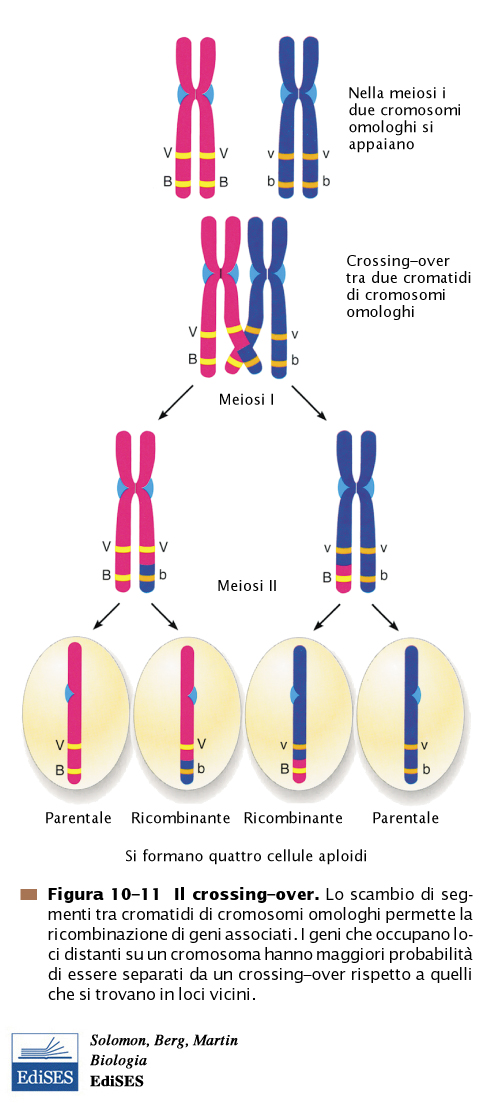 Nella meiosi i
due cromosomi
omologhi si
appaiano
V V v v
B B b b
Crossing-over
tra due cromatidi
di cromosomi
omologhi
V v
B b
Meiosi I
V V v v
B b B b
Meiosi II
V V v v
B b B b
Parentale Ricombinante Ricombinante Parentale
Si formano quattro cellule aploidi
Figura 10-11 Il crossing-over. Lo scambio di seg-
menti tra cromatidi di cromosomi omologhi permette la
ricombinazione di geni associati. I geni che occupano lo-
ci distanti su un cromosoma hanno maggiori probabilità
di essere separati da un crossing-over rispetto a quelli
che si trovano in loci vicini.
Solomon, Berg, Martin
Biologia
EdiSES
EdiSES